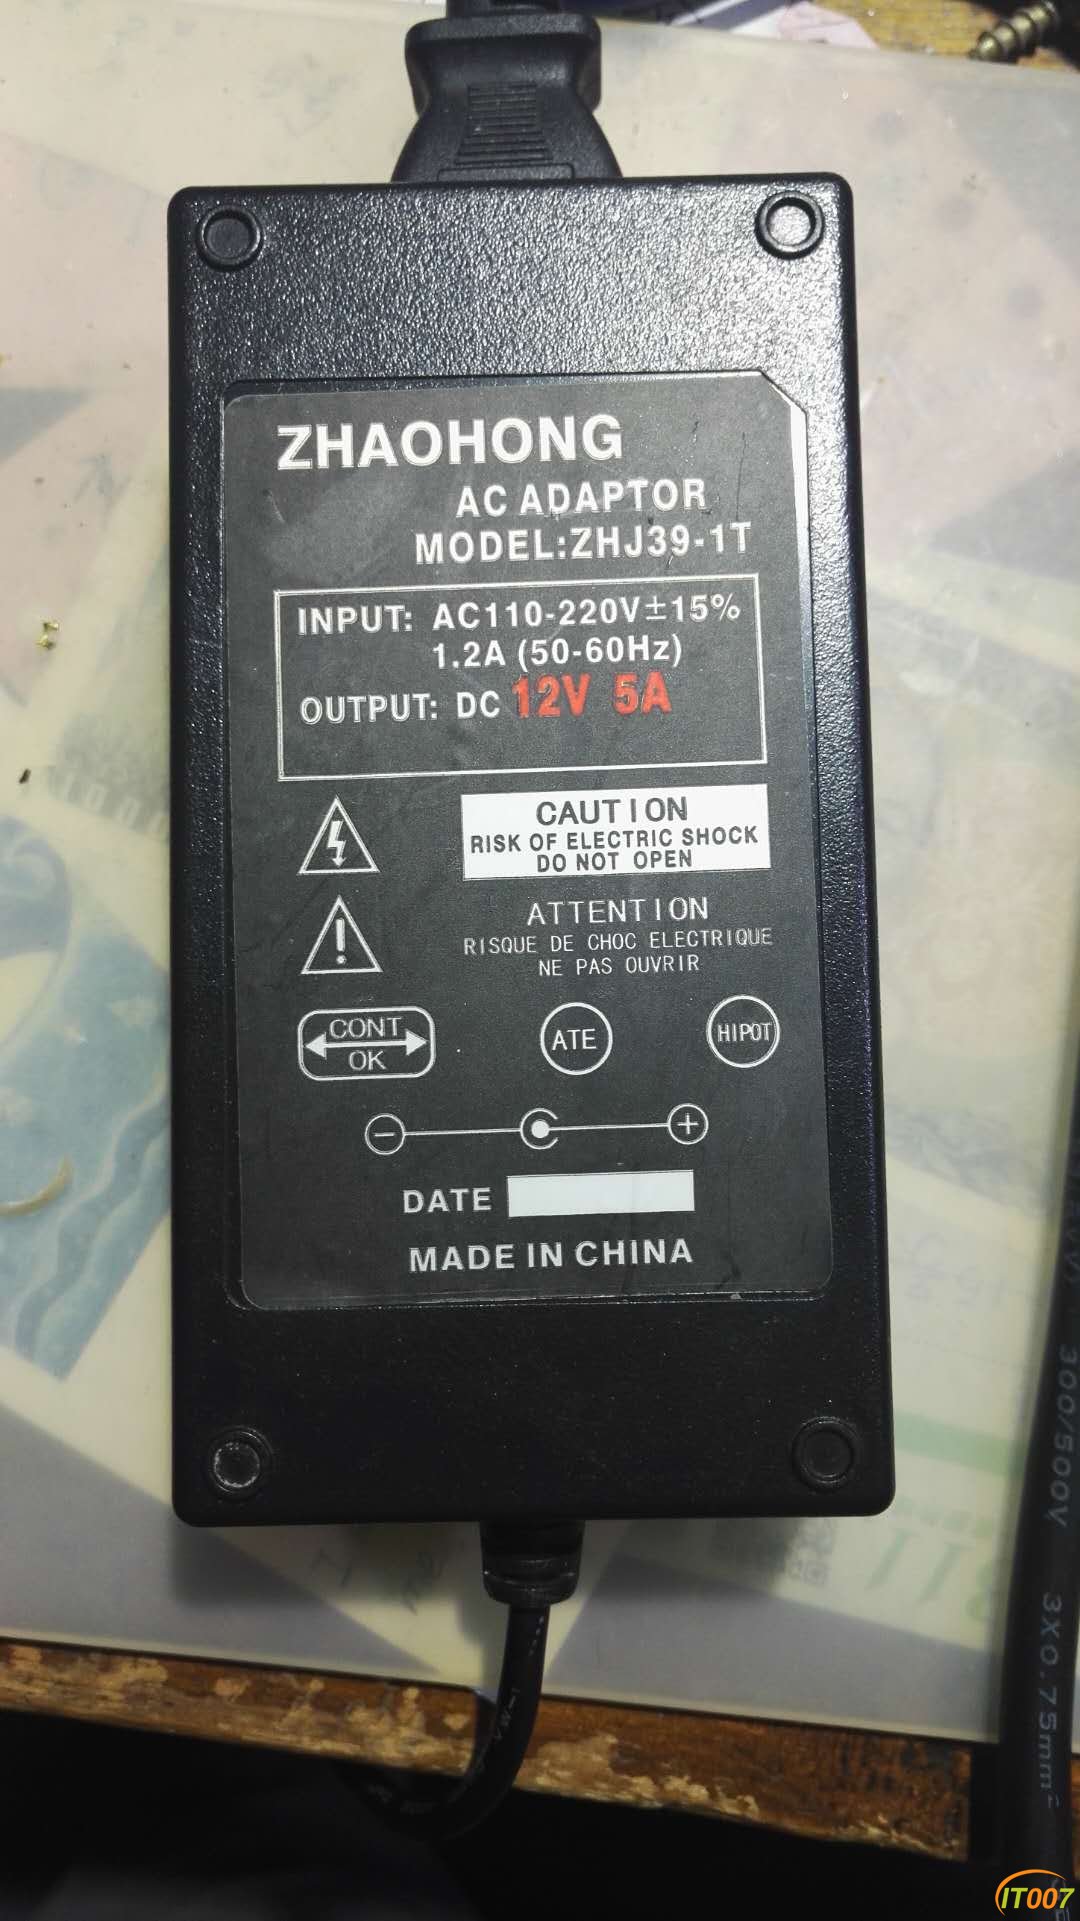 ZHAOHONG
AC ADAPTOR
MODEL:ZHJ39-1T
INPUT: AC110-220V±15%
1.2A (50-60Hz)
OUTPUT: DC 12V 5A
CAUTION
RISK OF ELECTRIC SHOCK
DO NOT OPEN
ATTENTION
RISQUE DE CHOC ELECTRIQUE
NE PAS OUVRIR
CONT
OK
ATE
HIPOT
− +
DATE
MADE IN CHINA
300/500V 3X0.75mm²
IT007